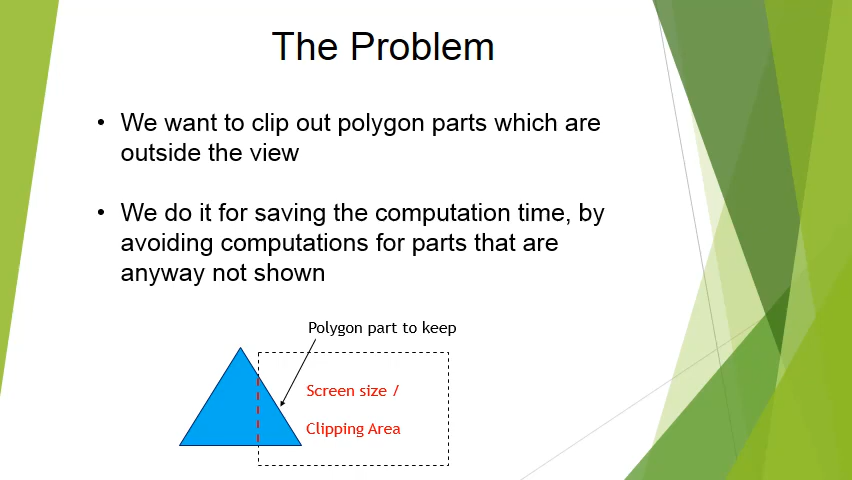 The Problem
• We want to clip out polygon parts which are
outside the view
• We do it for saving the computation time, by
avoiding computations for parts that are
anyway not shown
Polygon part to keep
Screen size /
Clipping Area